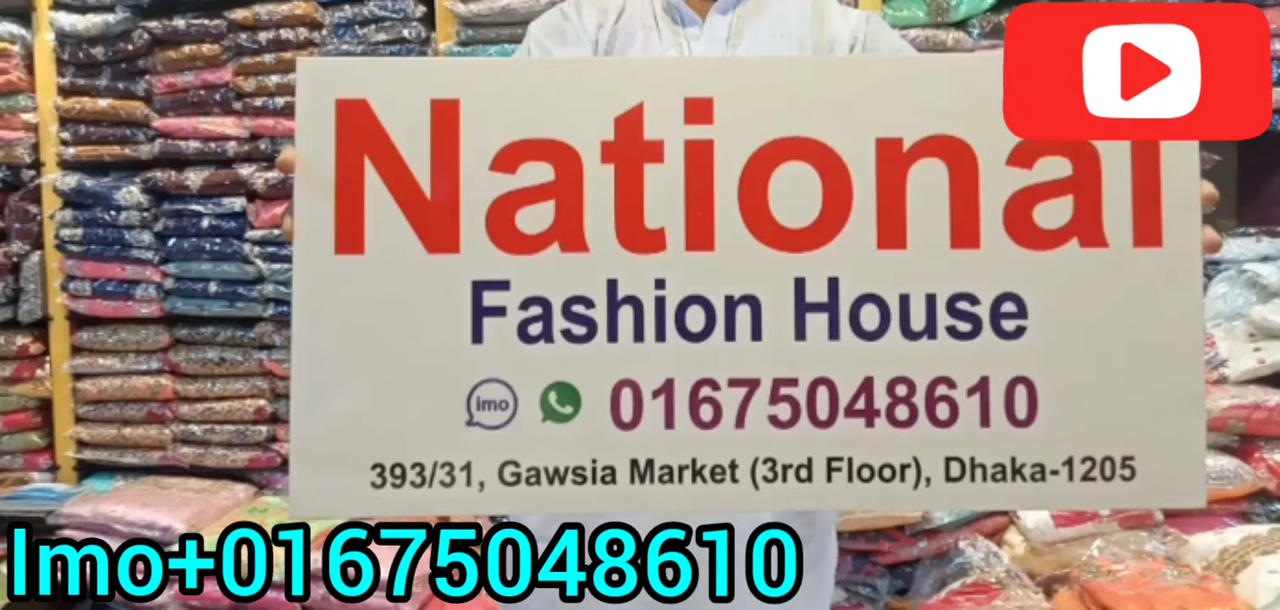 National
Fashion House
imo 01675048610
393/31, Gawsia Market (3rd Floor), Dhaka-1205
Imo+01675048610